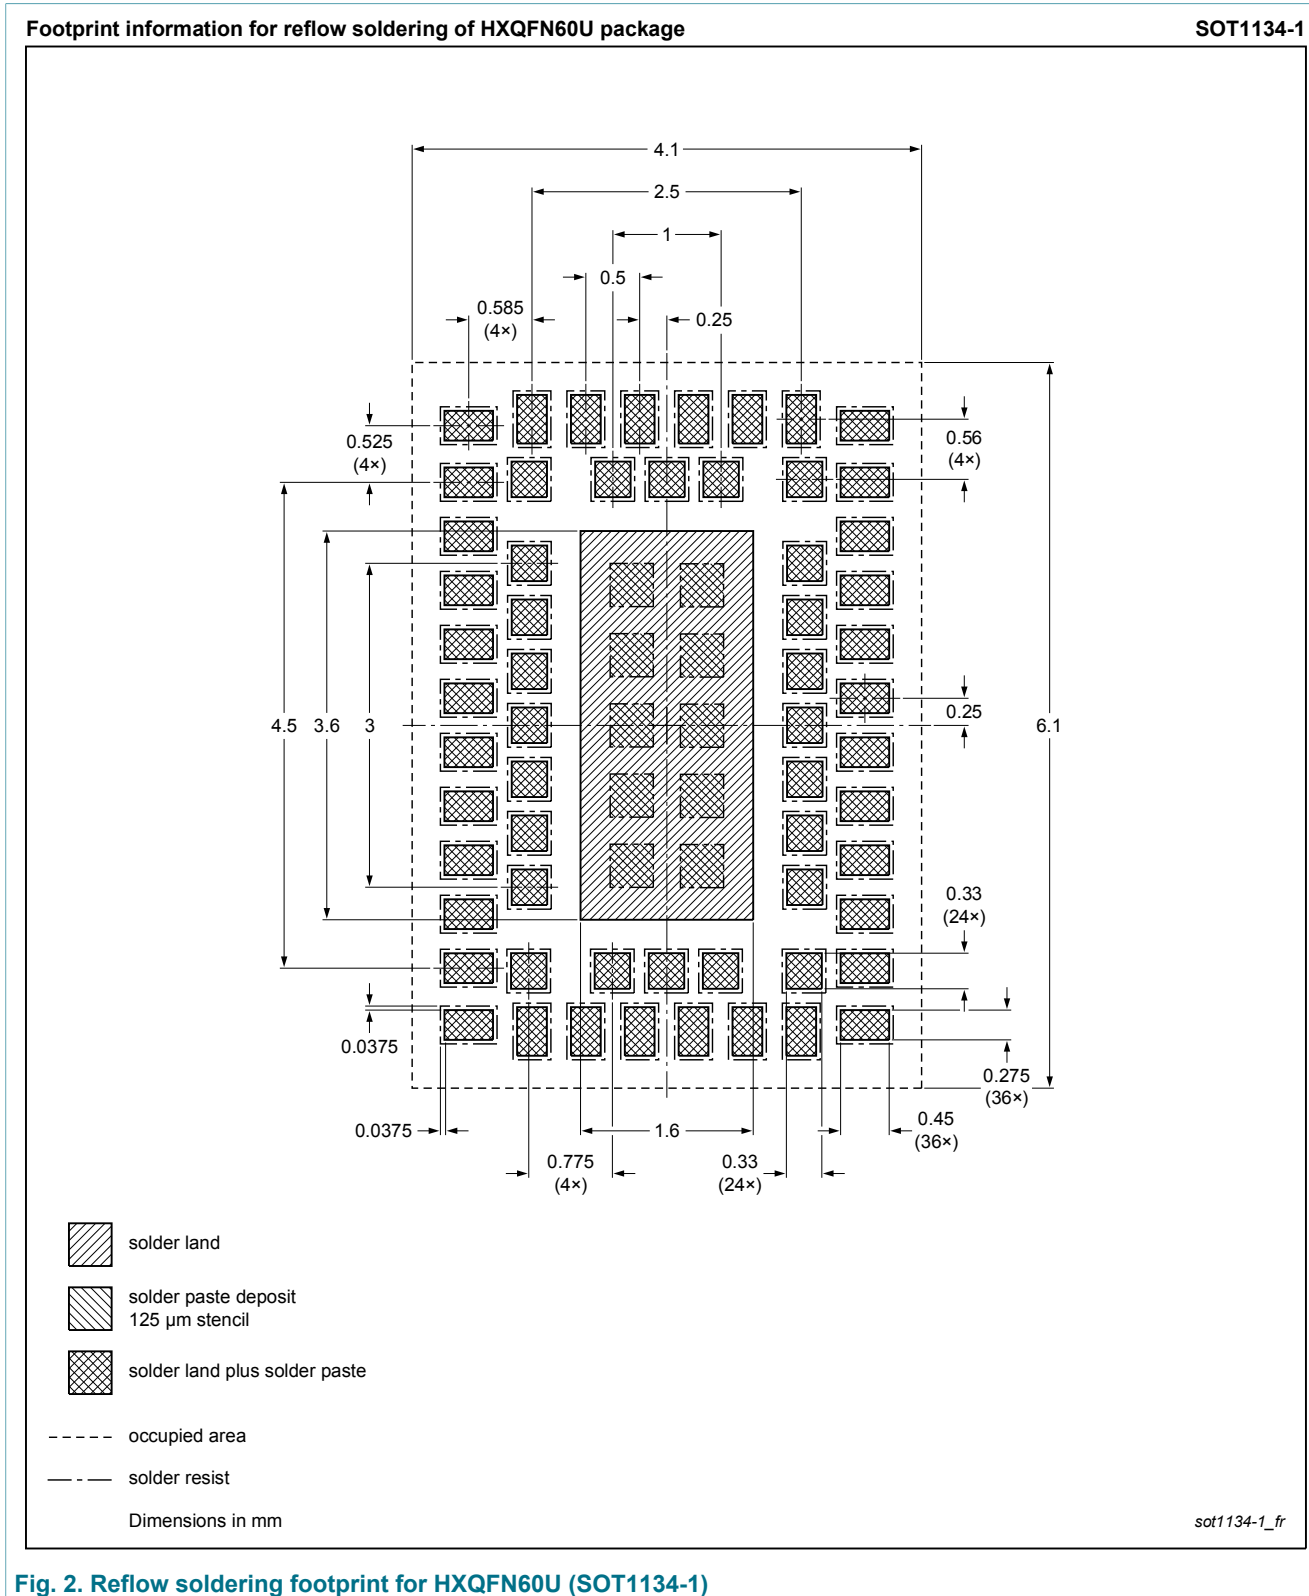 Footprint information for reflow soldering of HXQFN60U package SOT1134-1
4.1
2.5
1
0.5
0.585
(4×)
0.25
0.525
(4×)
0.56
(4×)
4.5
3.6
3
0.25
6.1
0.33
(24×)
0.0375
0.275
(36×)
0.0375
1.6
0.45
(36×)
0.775
(4×)
0.33
(24×)
solder land
solder paste deposit
125 µm stencil
solder land plus solder paste
occupied area
solder resist
Dimensions in mm
sot1134-1_fr
Fig. 2. Reflow soldering footprint for HXQFN60U (SOT1134-1)